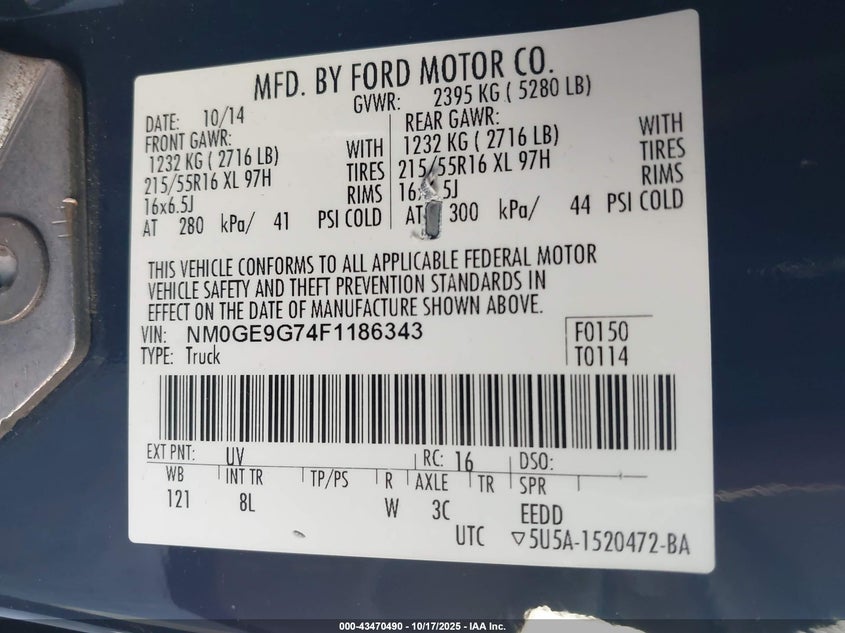 MFD. BY FORD MOTOR CO.
DATE: 10/14 GVWR: 2395 KG ( 5280 LB)
FRONT GAWR: REAR GAWR:
1232 KG ( 2716 LB) WITH 1232 KG ( 2716 LB) WITH
215/55R16 XL 97H TIRES 215/55R16 XL 97H TIRES
16x6.5J RIMS 16x .5J RIMS
AT 280 kPa/ 41 PSI COLD AT 300 kPa/ 44 PSI COLD
THIS VEHICLE CONFORMS TO ALL APPLICABLE FEDERAL MOTOR
VEHICLE SAFETY AND THEFT PREVENTION STANDARDS IN
EFFECT ON THE DATE OF MANUFACTURE SHOWN ABOVE.
VIN: NM0GE9G74F1186343 F0150
TYPE: Truck T0114
EXT PNT: UV RC: 16 DSO:
WB INT TR TP/PS R AXLE TR SPR
121 8L W 3C EEDD
UTC ▽5U5A-1520472-BA
000-43470490 - 10/17/2025 - IAA Inc.